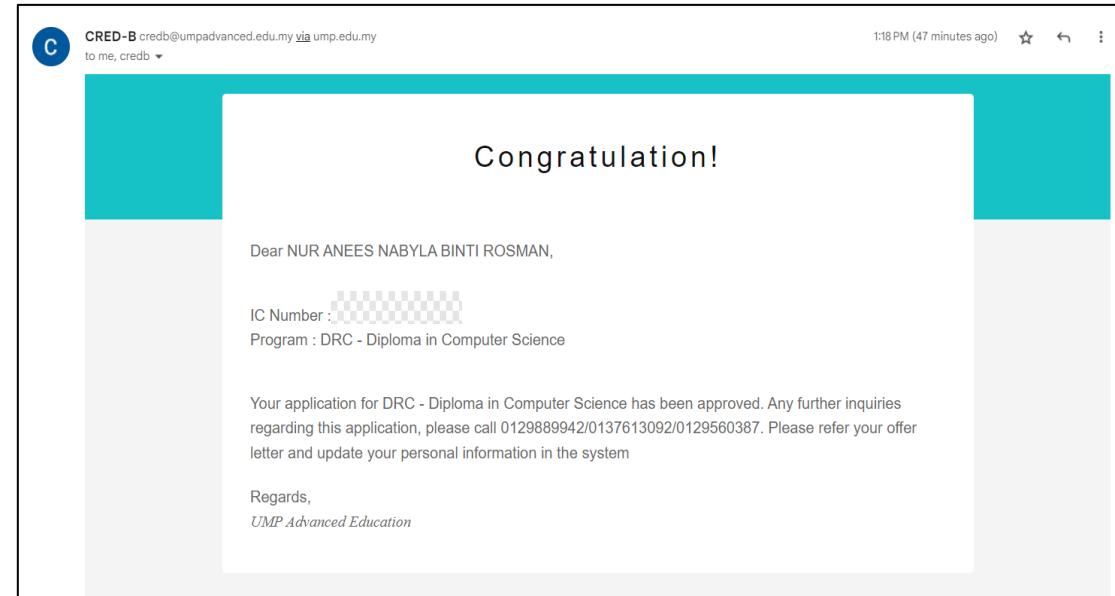 C
CRED-B credb@umpadvanced.edu.my via ump.edu.my
1:18 PM (47 minutes ago)
to me, credb
Congratulation!
Dear NUR ANEES NABYLA BINTI ROSMAN,
IC Number :
Program : DRC - Diploma in Computer Science
Your application for DRC - Diploma in Computer Science has been approved. Any further inquiries
regarding this application, please call 0129889942/0137613092/0129560387. Please refer your offer
letter and update your personal information in the system
Regards,
UMP Advanced Education